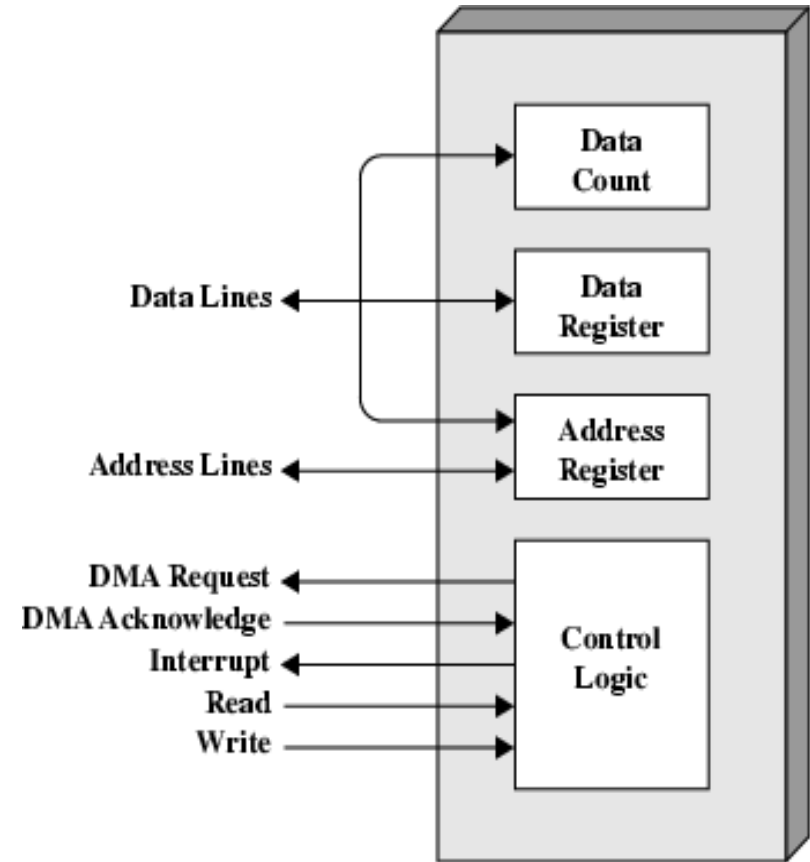 Data
Count
Data Lines
Data
Register
Address
Register
Address Lines
DMA Request
DMA Acknowledge
Interrupt
Read
Write
Control
Logic